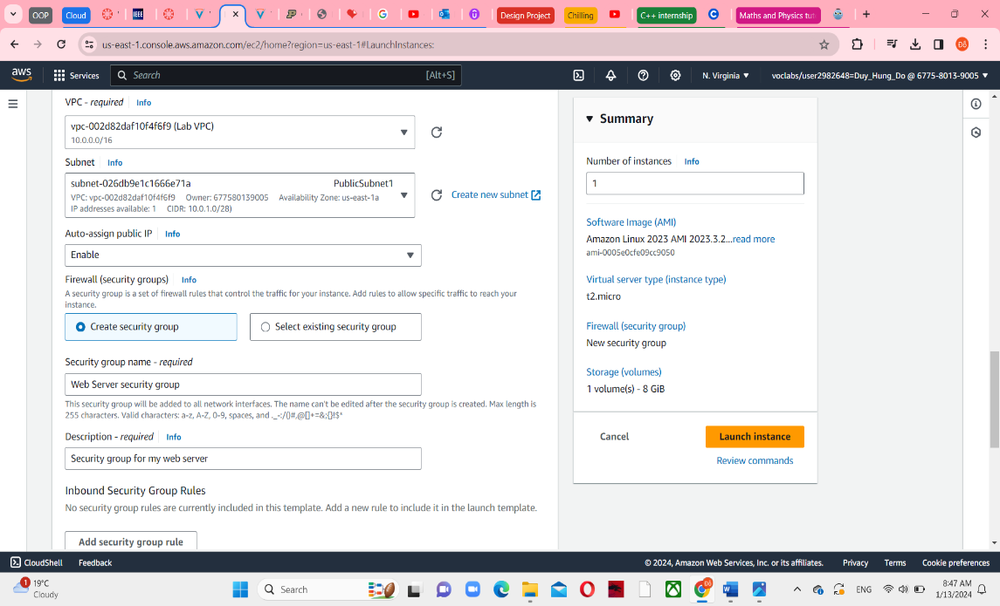 OOP
Cloud
IEEE
Design Project
Chilling
C++ internship
Maths and Physics tut
us-east-1.console.aws.amazon.com/ec2/home?region=us-east-1#LaunchInstances:
aws
Services
Search
[Alt+S]
N. Virginia ▼
voclabs/user2982648=Duy_Hung_Do @ 6775-8013-9005 ▼
VPC - required
Info
vpc-002d82daf10f4f6f9 (Lab VPC)
10.0.0.0/16
Subnet
Info
subnet-026db9e1c1666e71a
PublicSubnet1
VPC: vpc-002d82daf10f4f6f9 Owner: 677580139005 Availability Zone: us-east-1a
IP addresses available: 1 CIDR: 10.0.1.0/28)
Create new subnet
Auto-assign public IP
Info
Enable
Firewall (security groups)
Info
A security group is a set of firewall rules that control the traffic for your instance. Add rules to allow specific traffic to reach your
instance.
Create security group
Select existing security group
Security group name - required
Web Server security group
This security group will be added to all network interfaces. The name can't be edited after the security group is created. Max length is
255 characters. Valid characters: a-z, A-Z, 0-9, spaces, and ._-:/()#,@[]+=&;{}!$*
Description - required
Info
Security group for my web server
Inbound Security Group Rules
No security group rules are currently included in this template. Add a new rule to include it in the launch template.
Add security group rule
▼ Summary
Number of instances
Info
1
Software Image (AMI)
Amazon Linux 2023 AMI 2023.3.2...read more
ami-0005e0cfe09cc9050
Virtual server type (instance type)
t2.micro
Firewall (security group)
New security group
Storage (volumes)
1 volume(s) - 8 GiB
Cancel
Launch instance
Review commands
CloudShell
Feedback
© 2024, Amazon Web Services, Inc. or its affiliates.
Privacy
Terms
Cookie preferences
1
19°C
Cloudy
Search
ENG
8:47 AM
1/13/2024